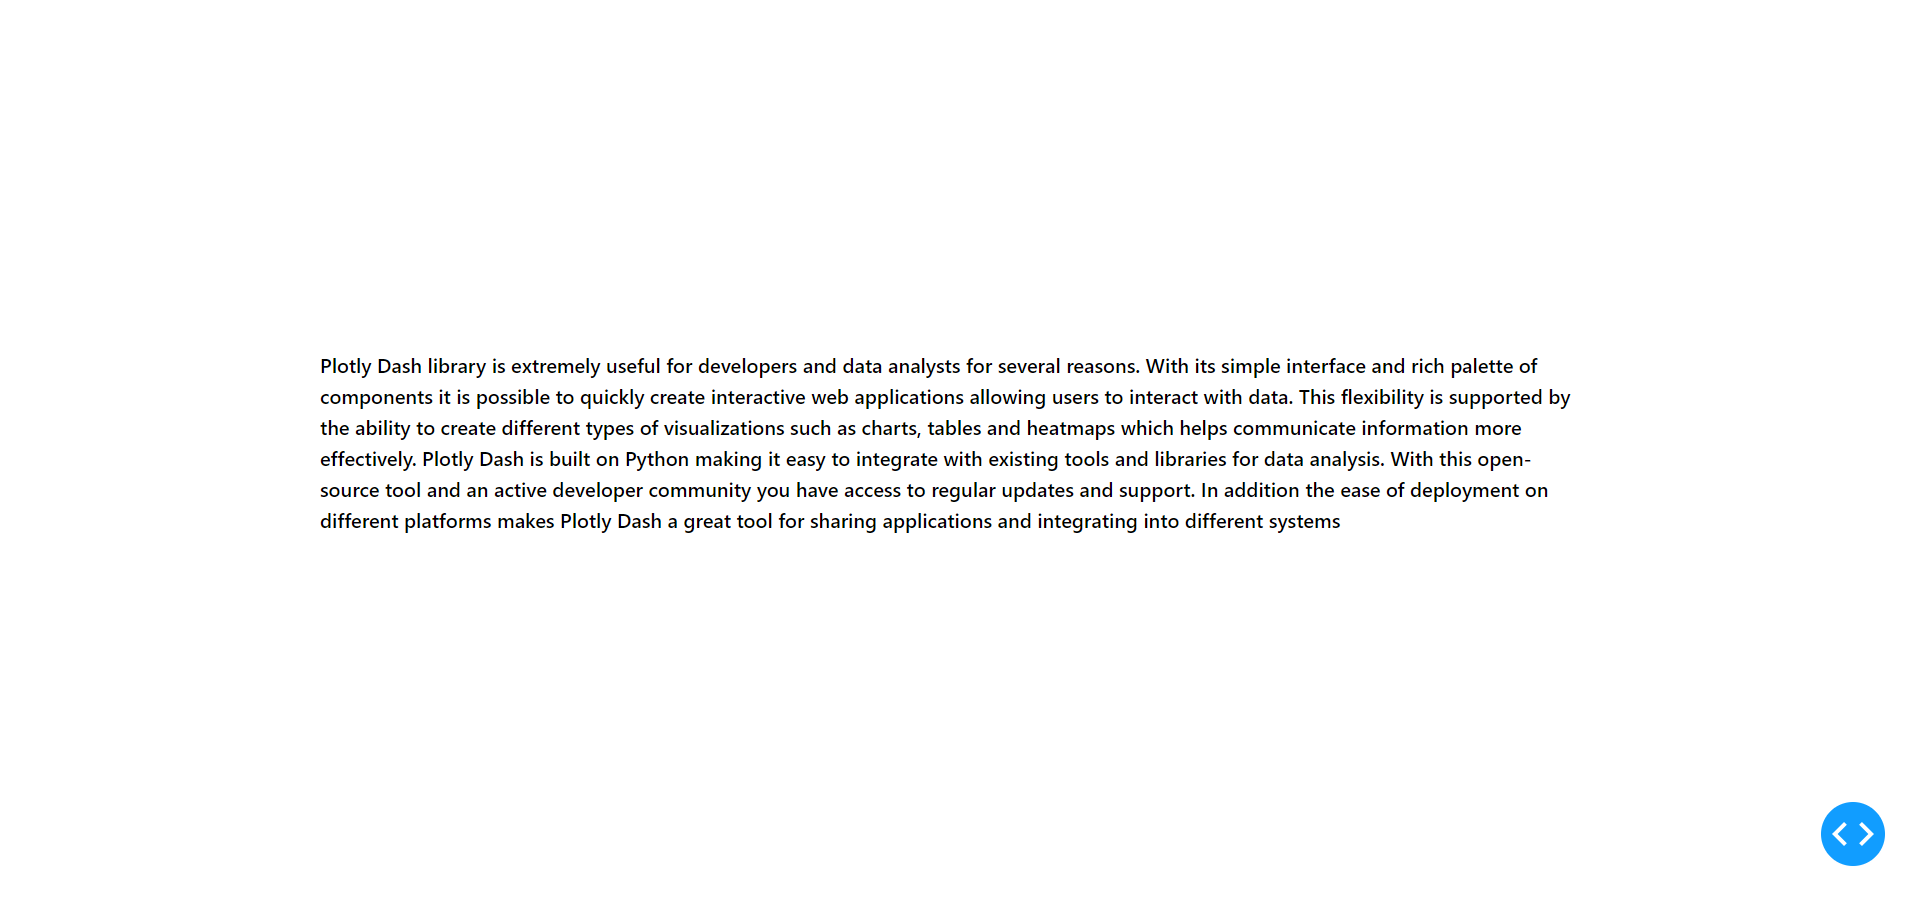 Plotly Dash library is extremely useful for developers and data analysts for several reasons. With its simple interface and rich palette of
components it is possible to quickly create interactive web applications allowing users to interact with data. This flexibility is supported by
the ability to create different types of visualizations such as charts, tables and heatmaps which helps communicate information more
effectively. Plotly Dash is built on Python making it easy to integrate with existing tools and libraries for data analysis. With this open-
source tool and an active developer community you have access to regular updates and support. In addition the ease of deployment on
different platforms makes Plotly Dash a great tool for sharing applications and integrating into different systems